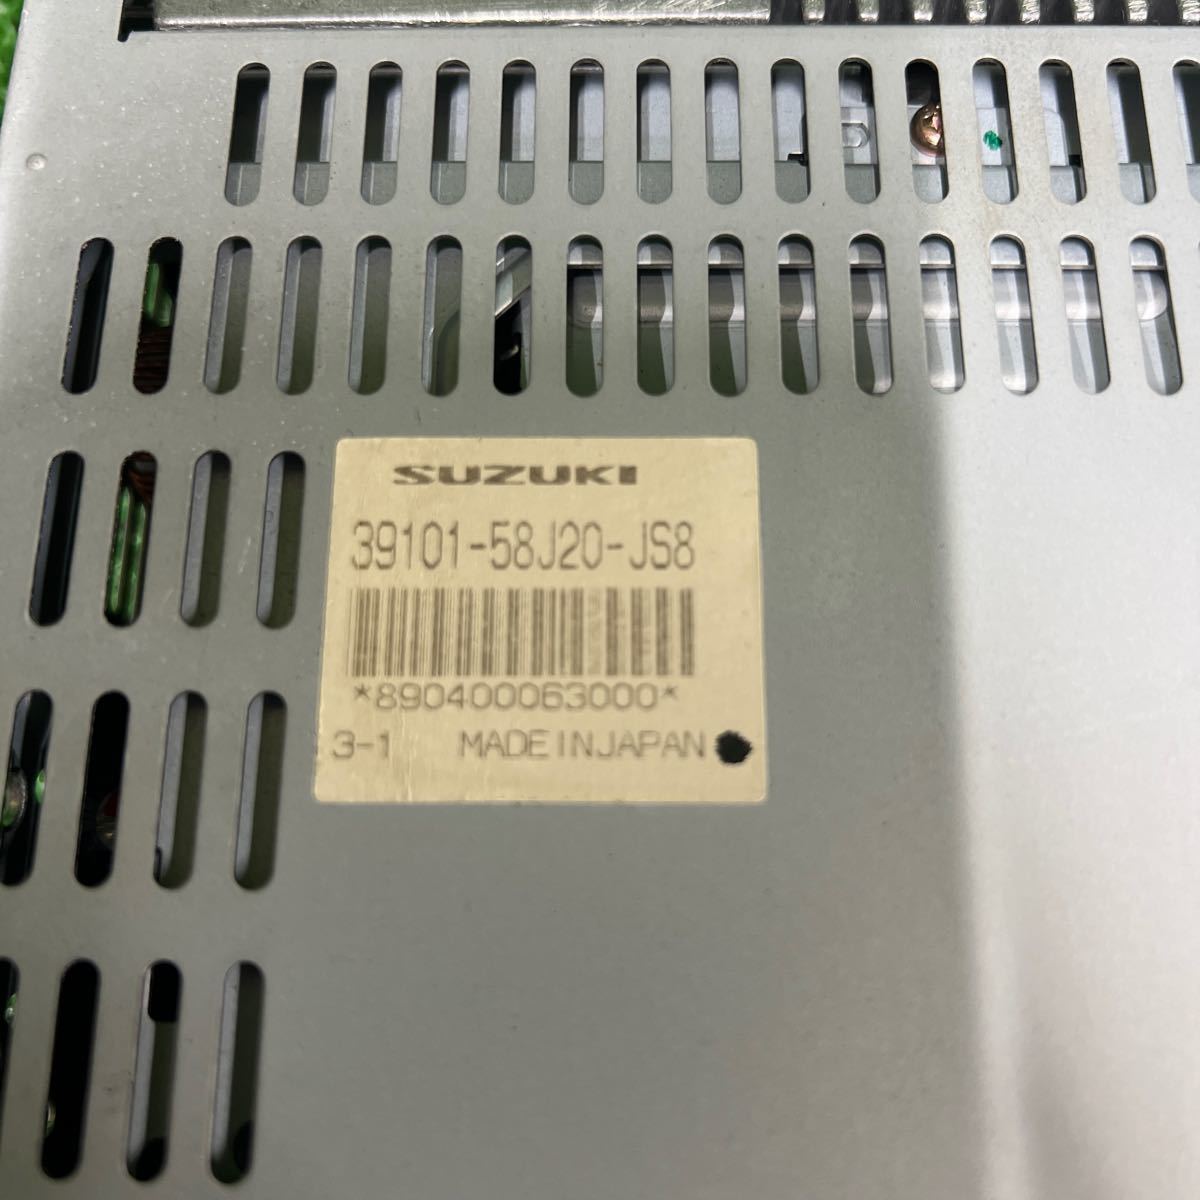 SUZUKI
39101-58J20-JS8
*890400063000*
3-1 MADE IN JAPAN